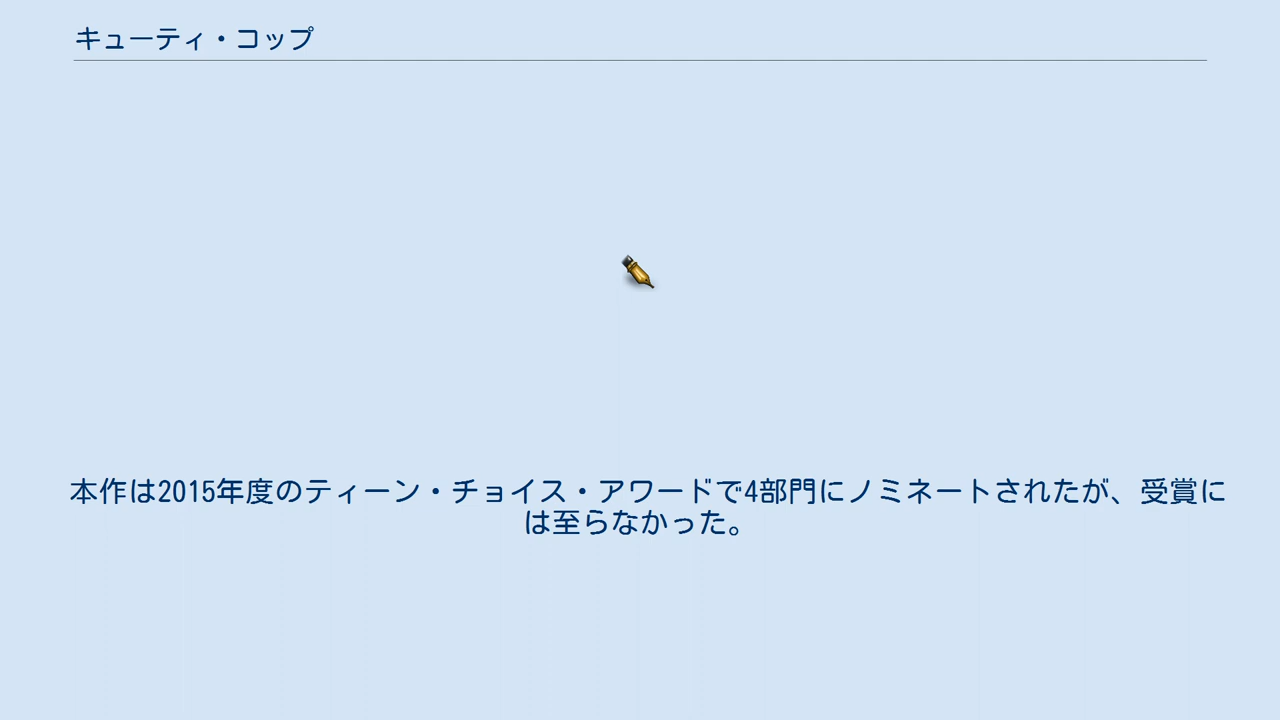 キューティ・コップ
本作は2015年度のティーン・チョイス・アワードで4部門にノミネートされたが、受賞に
は至らなかった。